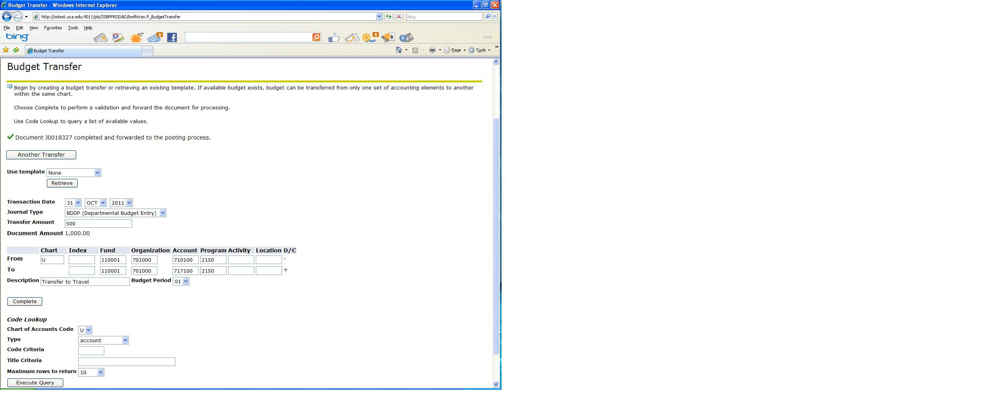 Budget Transfer - Windows Internet Explorer
http://sstest.uca.edu:9011/pls/SSBPPRDDAD/bwfktran.P_BudgetTransfer
Bing
File Edit View Favorites Tools Help
bing
62°
Budget Transfer
Page
Tools
Budget Transfer
Begin by creating a budget transfer or retrieving an existing template. If available budget exists, budget can be transferred from only one set of accounting elements to another
within the same chart.
Choose Complete to perform a validation and forward the document for processing.
Use Code Lookup to query a list of available values.
Document J0018327 completed and forwarded to the posting process.
Another Transfer
Use template None
Retrieve
Transaction Date 31 OCT 2011
Journal Type BDDP (Departmental Budget Entry)
Transfer Amount 500
Document Amount 1,000.00
Chart Index Fund Organization Account Program Activity Location D/C
From U 110001 701000 710100 2150 -
To 110001 701000 717100 2150 +
Description Transfer to Travel Budget Period 01
Complete
Code Lookup
Chart of Accounts Code U
Type account
Code Criteria
Title Criteria
Maximum rows to return 10
Execute Query